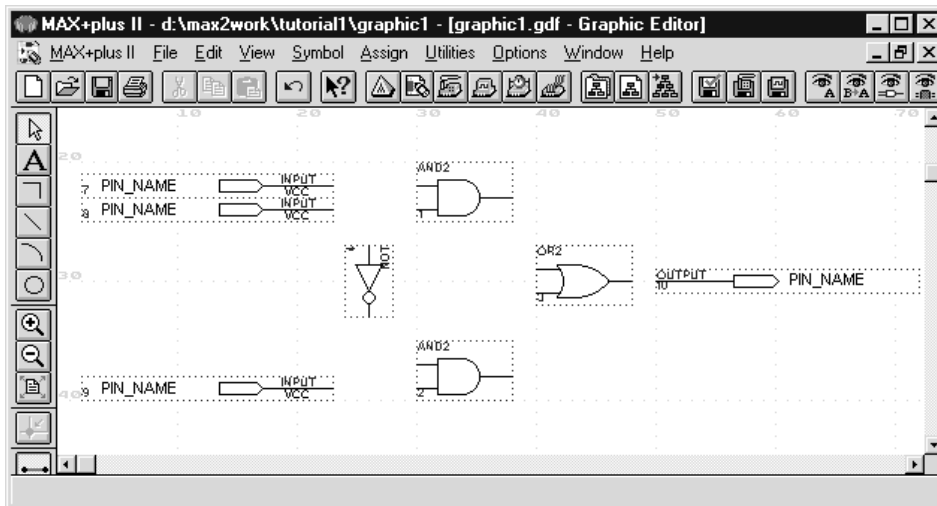 MAX+plus II - d:\max2work\tutorial1\graphic1 - [graphic1.gdf - Graphic Editor]
MAX+plus II File Edit View Symbol Assign Utilities Options Window Help
A B→A
10 20 30 40 50 60 70
A
20
AND2
7 PIN_NAME INPUT
VCC
8 PIN_NAME INPUT
VCC
1
NOT
OR2
30
OUTPUT
10 PIN_NAME
3
AND2
9 PIN_NAME INPUT
VCC
2
40